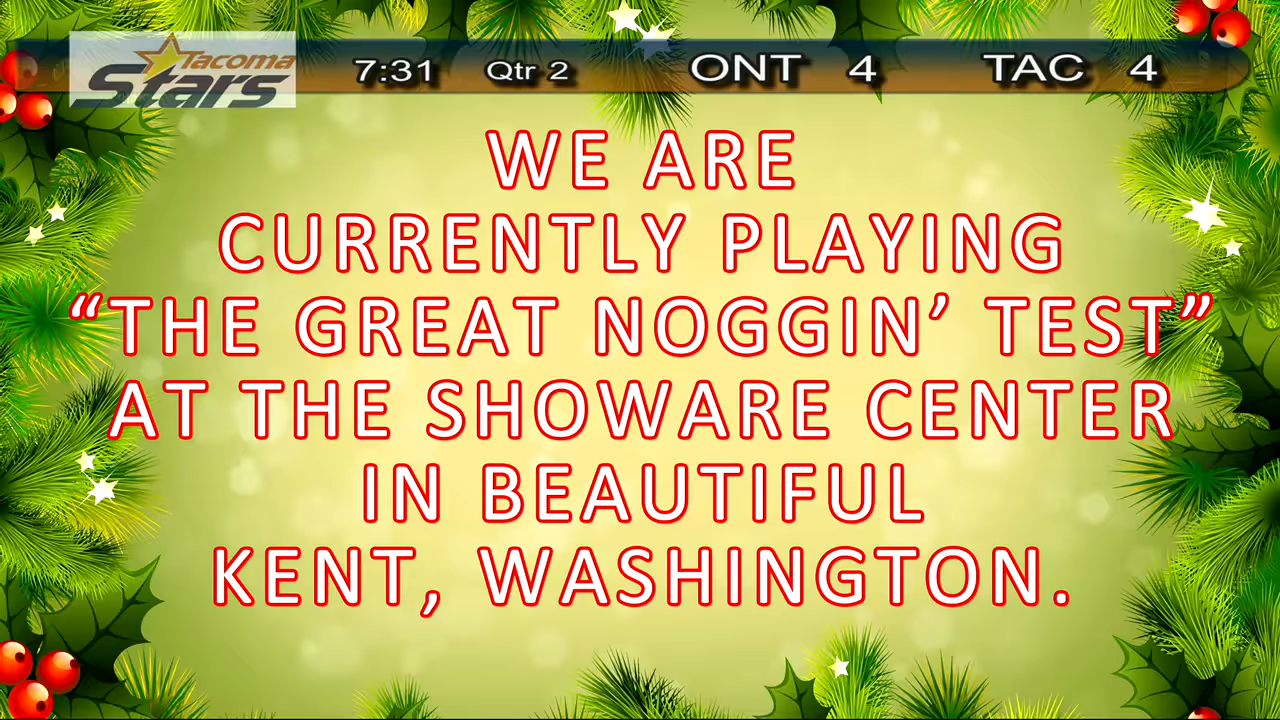 Tacoma Stars 7:31 Qtr 2 ONT 4 TAC 4
WE ARE
CURRENTLY PLAYING
“THE GREAT NOGGIN’ TEST”
AT THE SHOWARE CENTER
IN BEAUTIFUL
KENT, WASHINGTON.